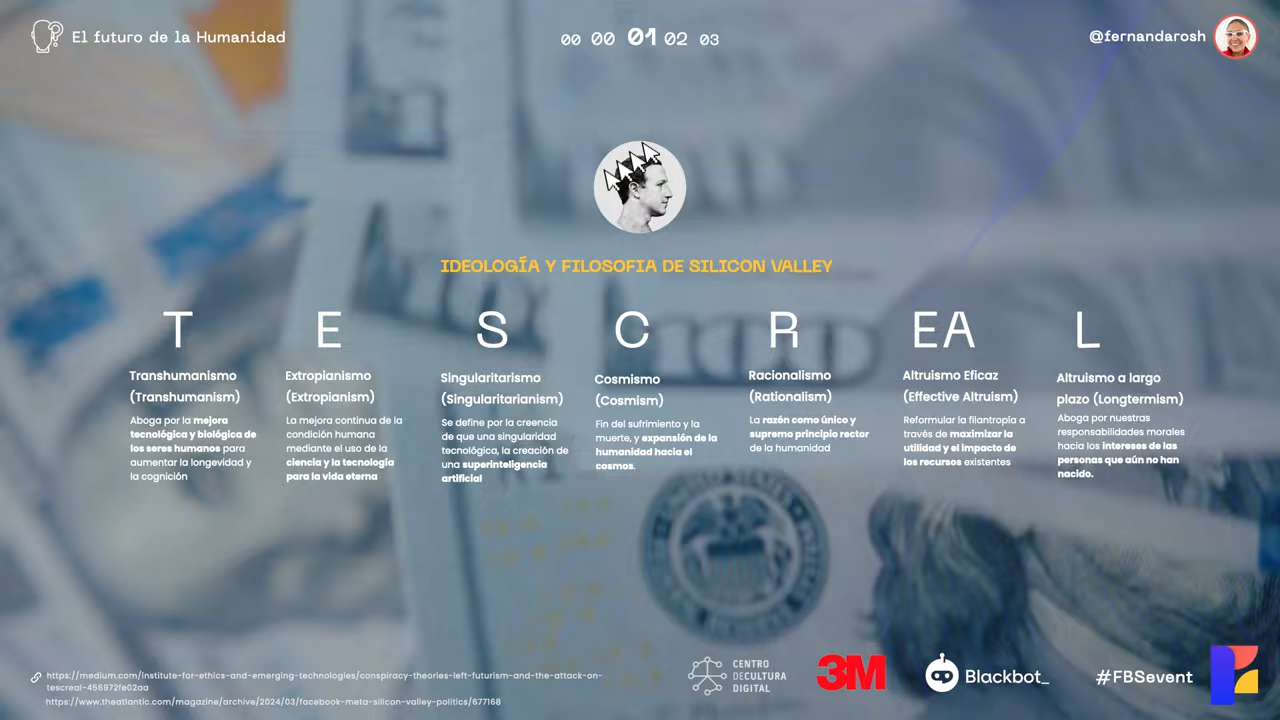 El futuro de la Humanidad
00 00 01 02 03
@fernandarosh
IDEOLOGÍA Y FILOSOFIA DE SILICON VALLEY
T E S C R EA L
Transhumanismo
(Transhumanism)
Aboga por la mejora
tecnológica y biológica de
los seres humanos para
aumentar la longevidad y
la cognición
Extropianismo
(Extropianism)
La mejora continua de la
condición humana
mediante el uso de la
ciencia y la tecnología
para la vida eterna
Singularitarismo
(Singularitarianism)
Se define por la creencia
de que una singularidad
tecnológica, la creación de
una superinteligencia
artificial
Cosmismo
(Cosmism)
Fin del sufrimiento y la
muerte, y expansión de la
humanidad hacia el
cosmos.
Racionalismo
(Rationalism)
La razón como único y
supremo principio rector
de la humanidad
Altruismo Eficaz
(Effective Altruism)
Reformular la filantropía a
través de maximizar la
utilidad y el impacto de
los recursos existentes
Altruismo a largo
plazo (Longtermism)
Aboga por nuestras
responsabilidades morales
hacia los intereses de las
personas que aún no han
nacido.
https://medium.com/institute-for-ethics-and-emerging-technologies/conspiracy-theories-left-futurism-and-the-attack-on-
tescreal-456972fe02aa
https://www.theatlantic.com/magazine/archive/2024/03/facebook-meta-silicon-valley-politics/677168
CENTRO
DECULTURA
DIGITAL
3M
Blackbot_
#FBSevent